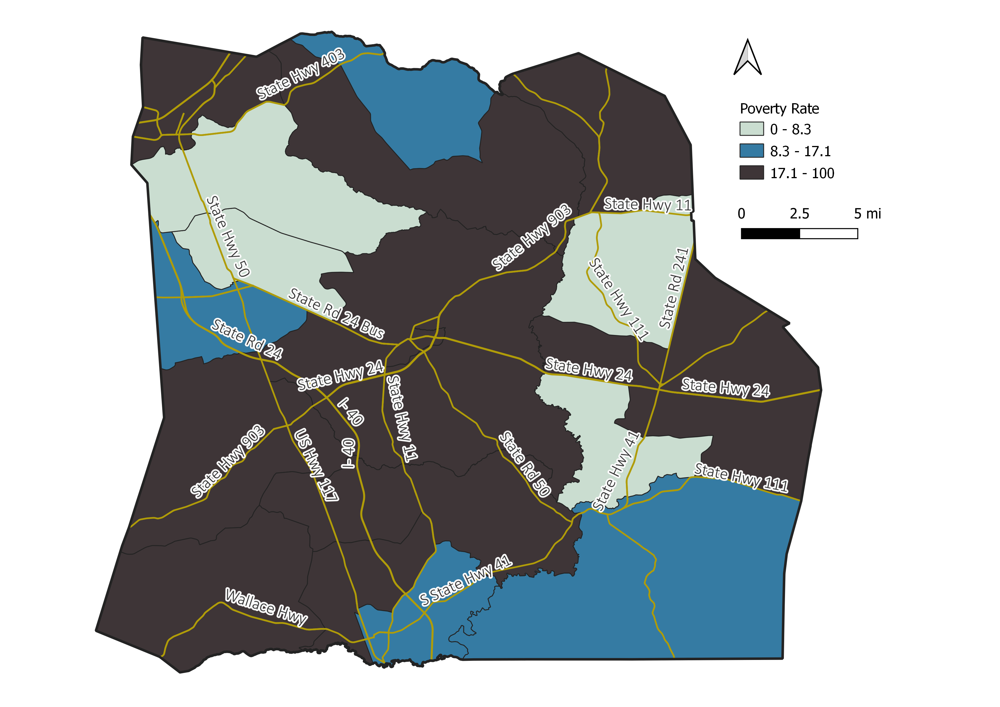 State Hwy 403
Poverty Rate
0 - 8.3
8.3 - 17.1
17.1 - 100
0 2.5 5 mi
State Hwy 11
State Hwy 903
State Hwy 50
State Hwy 111
State Rd 241
State Rd 24 Bus
State Rd 24
State Hwy 24
State Hwy 24
State Hwy 24
State Hwy 11
I- 40
I- 40
State Hwy 903
US Hwy 117
State Rd 50
State Hwy 41
State Hwy 111
S State Hwy 41
Wallace Hwy